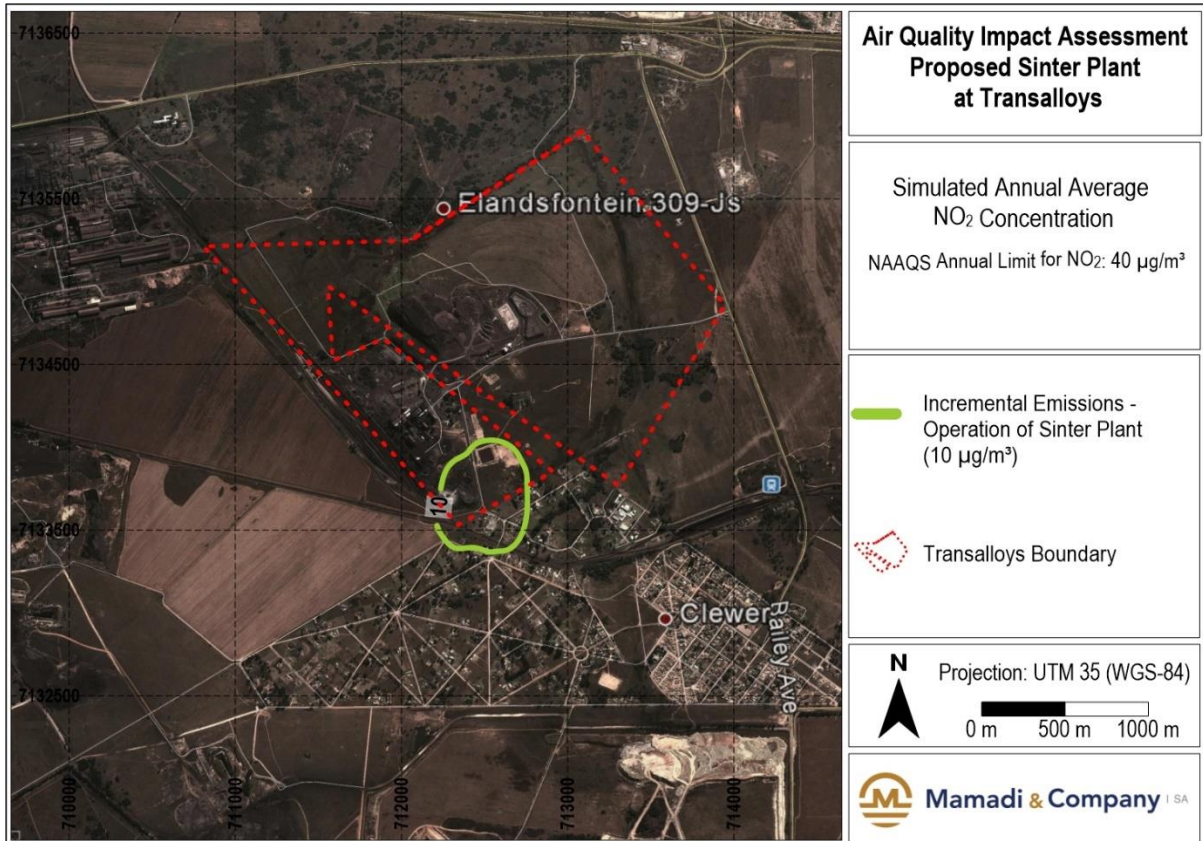 7136500
7135500
7134500
7133500
7132500
710000
711000
712000
713000
714000
Elandsfontein 309-Js
10
Clewer
Railey Ave
Air Quality Impact Assessment
Proposed Sinter Plant
at Transalloys
Simulated Annual Average
NO₂ Concentration
NAAQS Annual Limit for NO₂: 40 µg/m³
Incremental Emissions -
Operation of Sinter Plant
(10 µg/m³)
Transalloys Boundary
N
Projection: UTM 35 (WGS-84)
0 m 500 m 1000 m
M
Mamadi & Company | SA